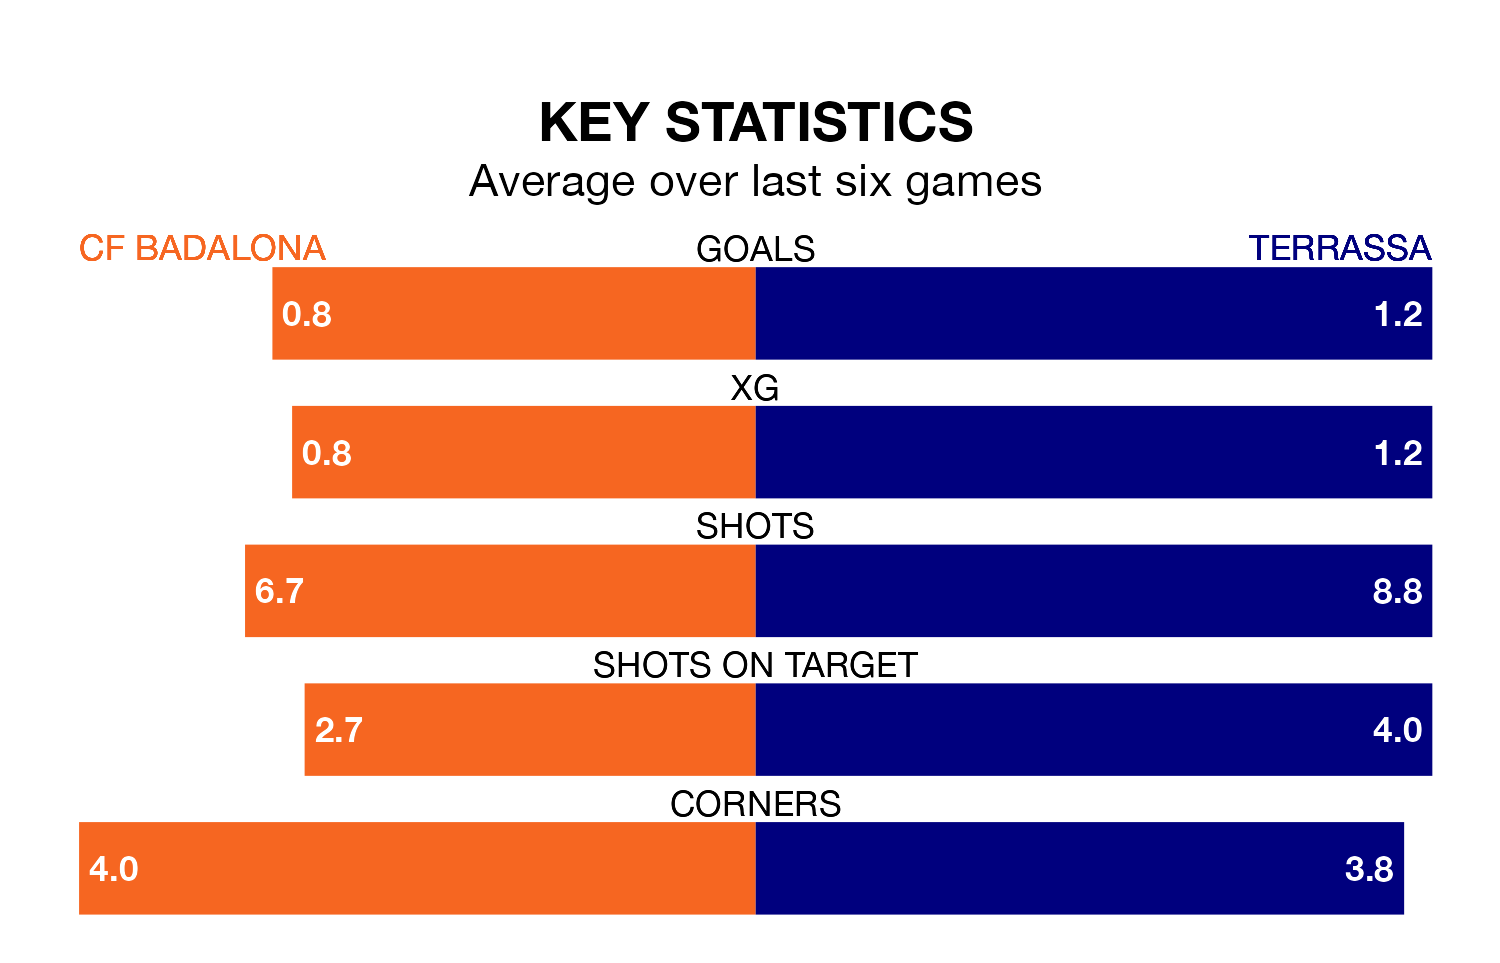 KEY STATISTICS
Average over last six games
CF BADALONA GOALS TERRASSA
0.8 1.2
XG
0.8 1.2
SHOTS
6.7 8.8
SHOTS ON TARGET
2.7 4.0
CORNERS
4.0 3.8